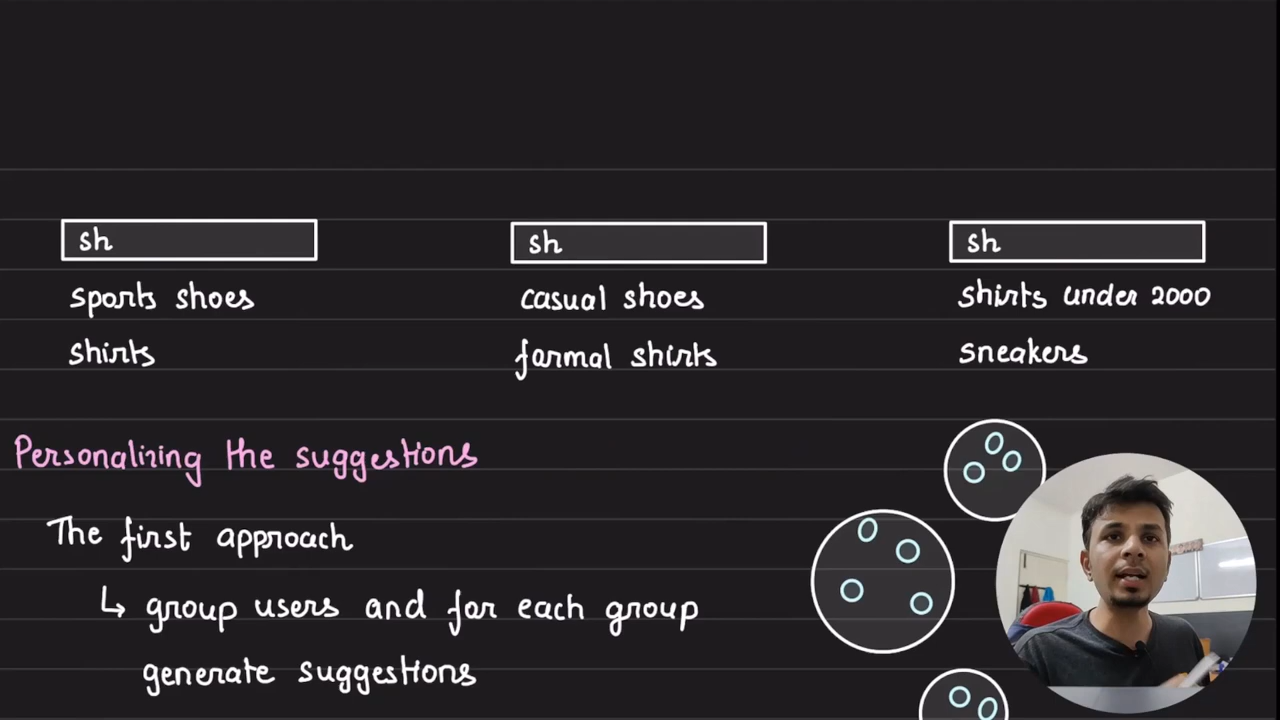 sh
sports shoes
shirts
sh
casual shoes
formal shirts
sh
shirts under 2000
sneakers
Personalizing the suggestions
The first approach
↳ group users and for each group
generate suggestions